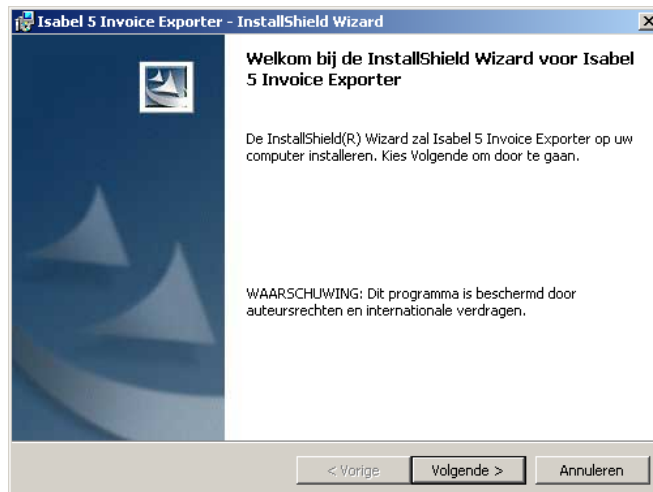 Isabel 5 Invoice Exporter - InstallShield Wizard
Welkom bij de InstallShield Wizard voor Isabel
5 Invoice Exporter
De InstallShield(R) Wizard zal Isabel 5 Invoice Exporter op uw
computer installeren. Kies Volgende om door te gaan.
WAARSCHUWING: Dit programma is beschermd door
auteursrechten en internationale verdragen.
< Vorige Volgende > Annuleren